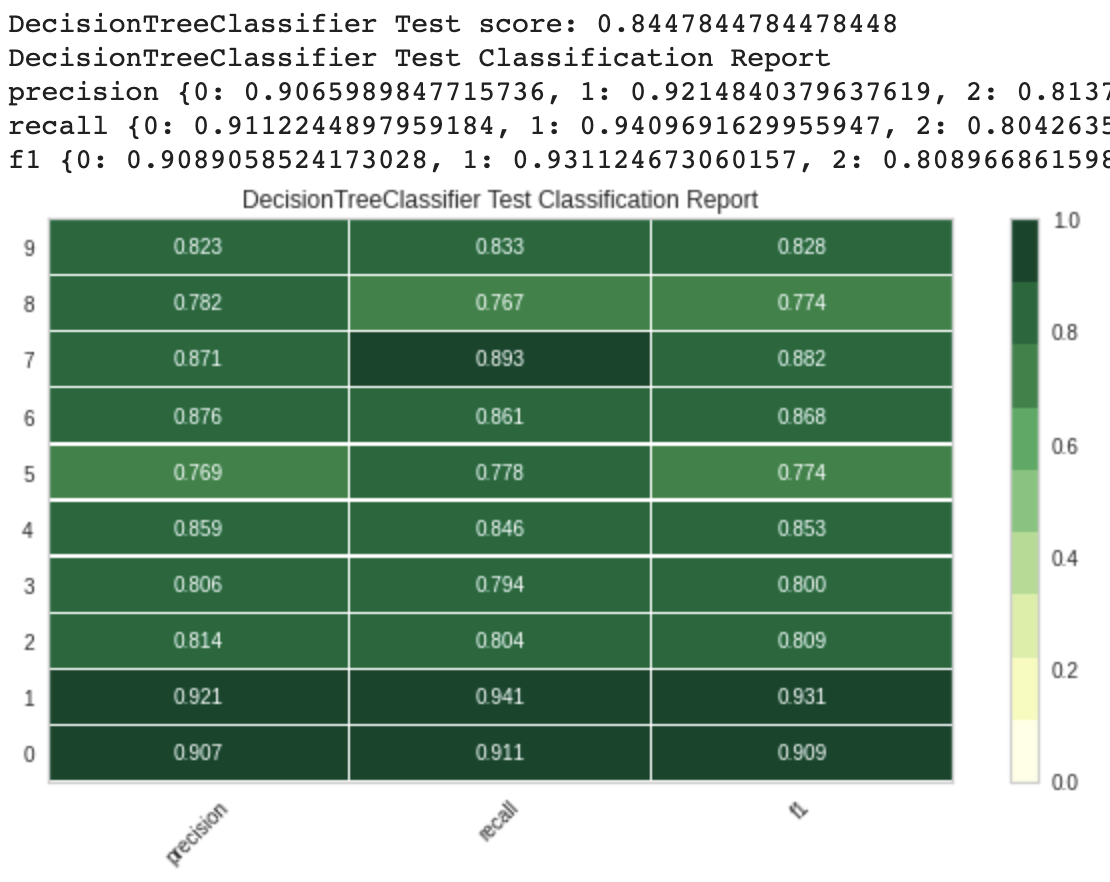 DecisionTreeClassifier Test score: 0.8447844784478448
DecisionTreeClassifier Test Classification Report
precision {0: 0.9065989847715736, 1: 0.9214840379637619, 2: 0.8137
recall {0: 0.9112244897959184, 1: 0.9409691629955947, 2: 0.8042635
f1 {0: 0.9089058524173028, 1: 0.931124673060157, 2: 0.808966861598
DecisionTreeClassifier Test Classification Report
9 0.823 0.833 0.828
8 0.782 0.767 0.774
7 0.871 0.893 0.882
6 0.876 0.861 0.868
5 0.769 0.778 0.774
4 0.859 0.846 0.853
3 0.806 0.794 0.800
2 0.814 0.804 0.809
1 0.921 0.941 0.931
0 0.907 0.911 0.909
precision recall f1
1.0
0.8
0.6
0.4
0.2
0.0